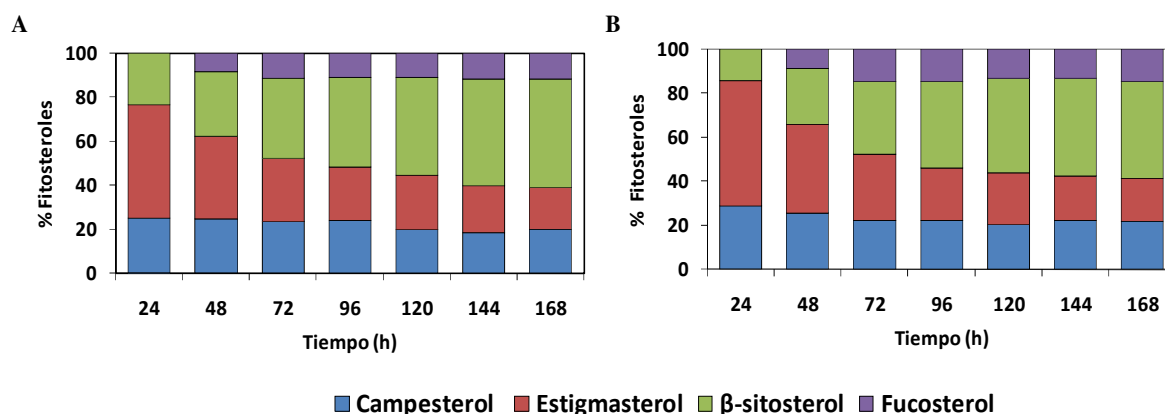 A
% Fitosteroles
100
80
60
40
20
0
24 48 72 96 120 144 168
Tiempo (h)
B
% Fitosteroles
100
80
60
40
20
0
24 48 72 96 120 144 168
Tiempo (h)
Campesterol Estigmasterol β-sitosterol Fucosterol